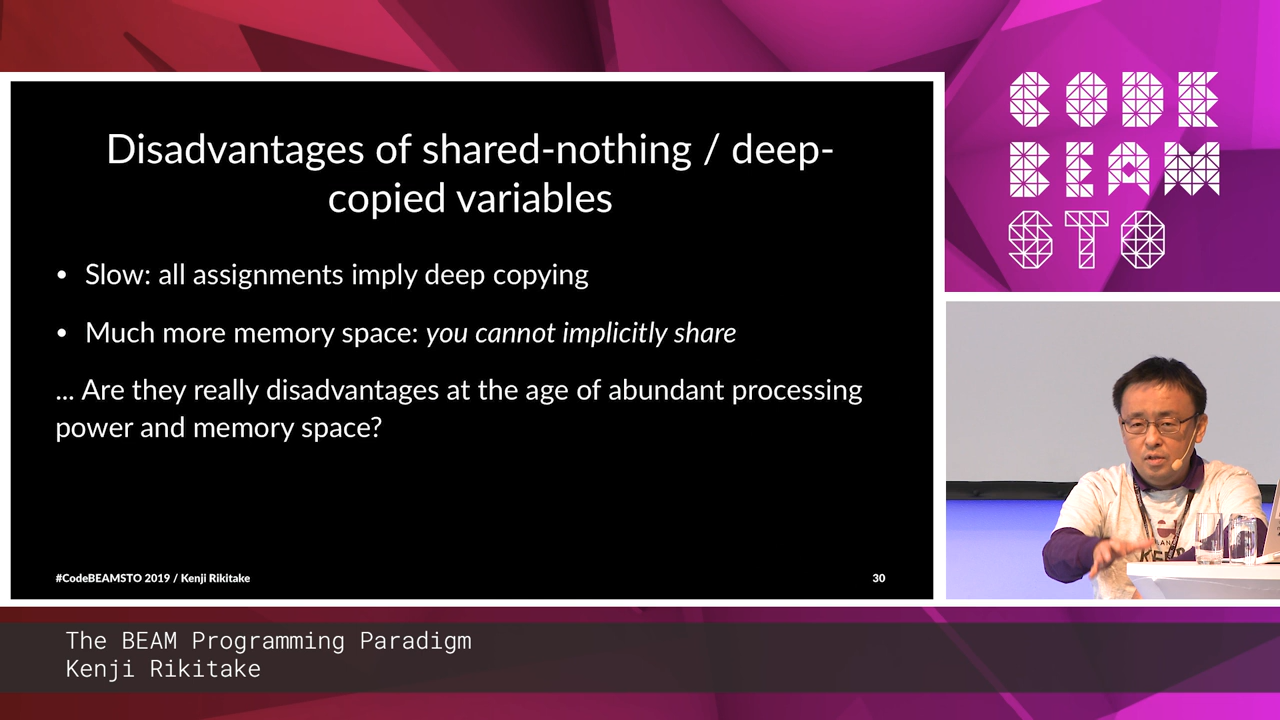 Disadvantages of shared-nothing / deep-
copied variables
• Slow: all assignments imply deep copying
• Much more memory space: you cannot implicitly share
... Are they really disadvantages at the age of abundant processing
power and memory space?
#CodeBEAMSTO 2019 / Kenji Rikitake
30
CODE
BEAM
STO
The BEAM Programming Paradigm
Kenji Rikitake